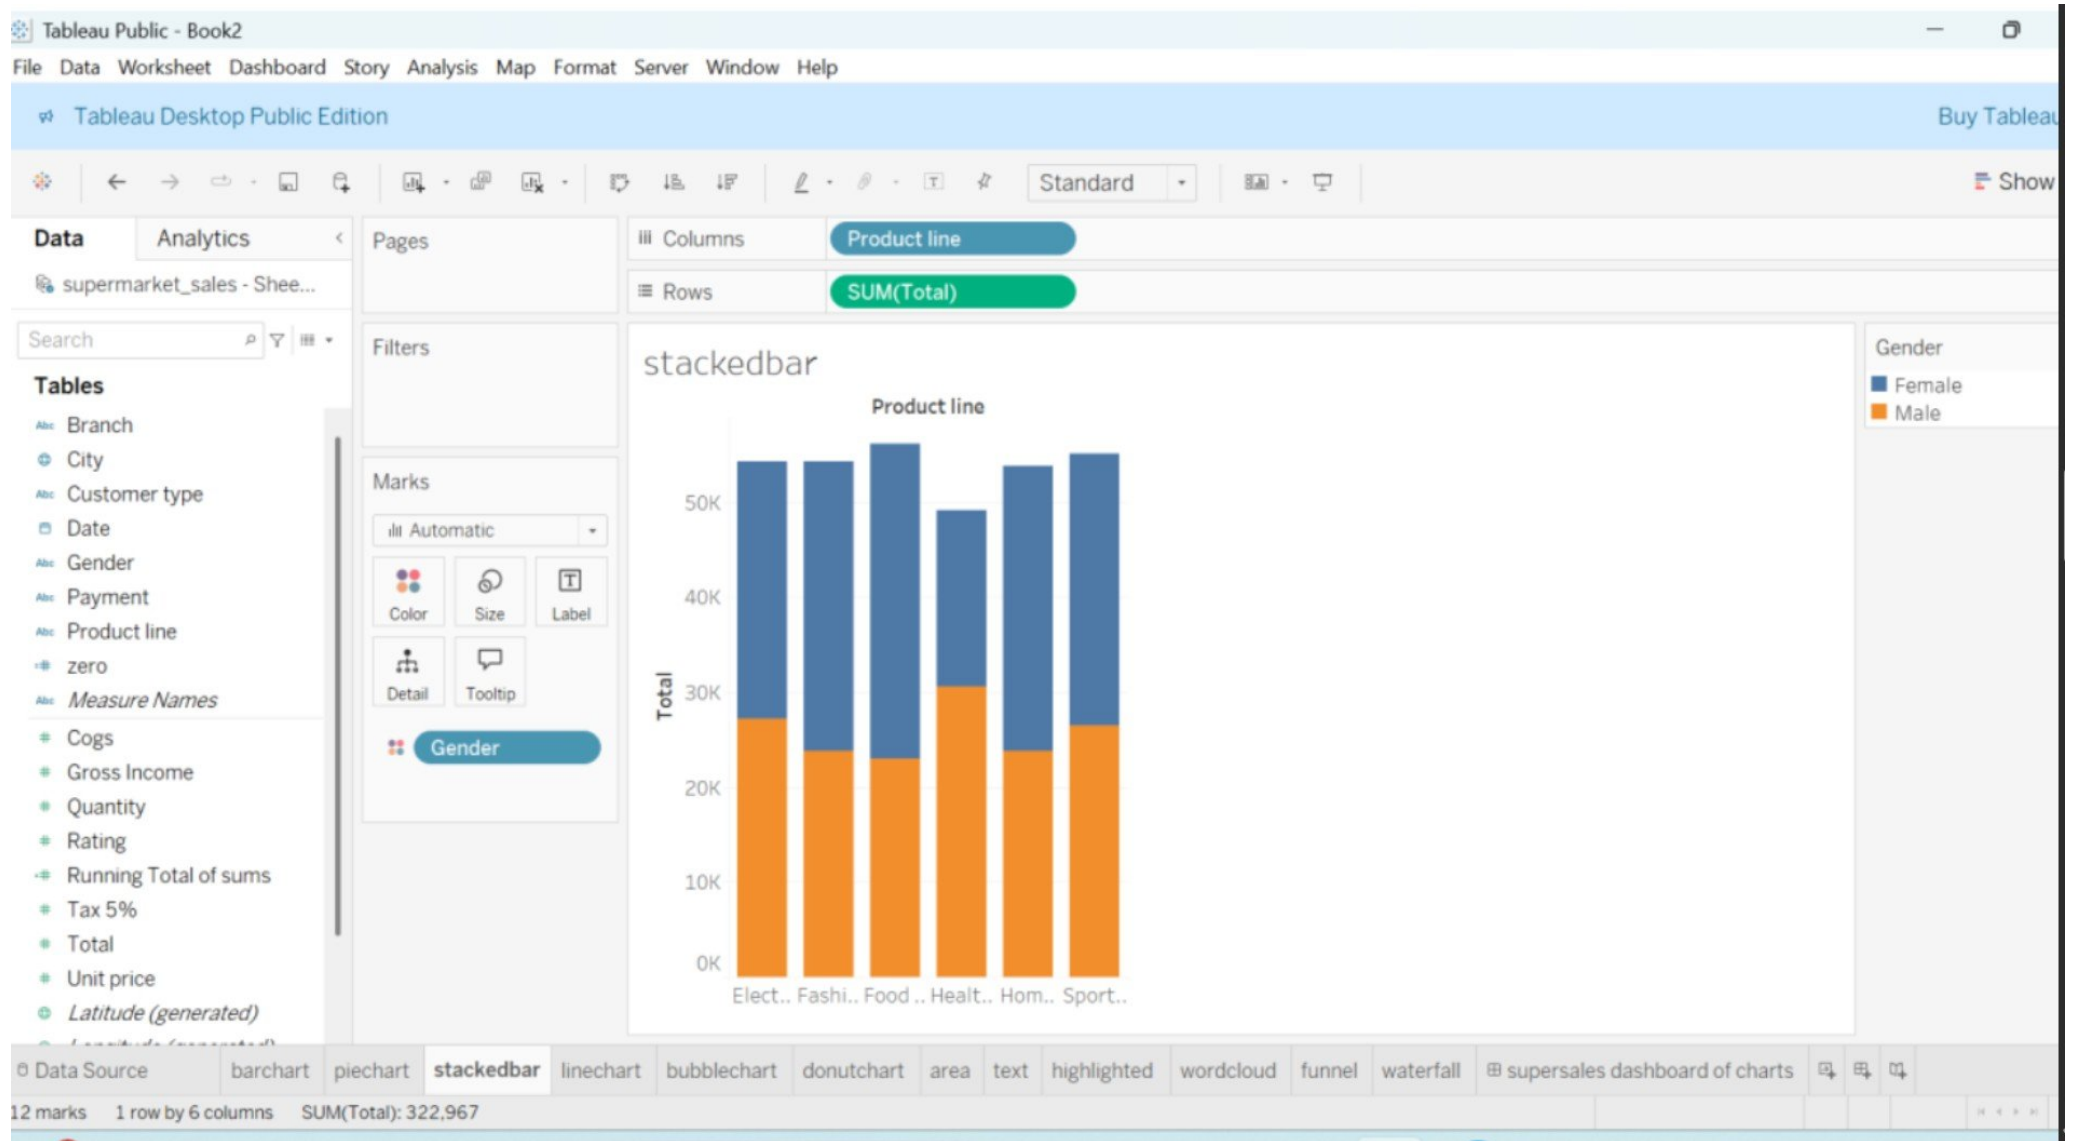 Tableau Public - Book2
File Data Worksheet Dashboard Story Analysis Map Format Server Window Help
Tableau Desktop Public Edition
Buy Tableau
Standard
Show
Data
Analytics
supermarket_sales - Shee...
Search
Tables
Abc Branch
City
Abc Customer type
Date
Abc Gender
Abc Payment
Abc Product line
zero
Abc Measure Names
Cogs
Gross Income
Quantity
Rating
Running Total of sums
Tax 5%
Total
Unit price
Latitude (generated)
Pages
Filters
Marks
Automatic
Color Size Label
Detail Tooltip
Gender
Columns Product line
Rows SUM(Total)
stackedbar
Product line
50K
40K
30K
20K
10K
0K
Total
Elect.. Fashi.. Food .. Healt.. Hom.. Sport..
Gender
Female
Male
Data Source barchart piechart stackedbar linechart bubblechart donutchart area text highlighted wordcloud funnel waterfall supersales dashboard of charts
12 marks 1 row by 6 columns SUM(Total): 322,967